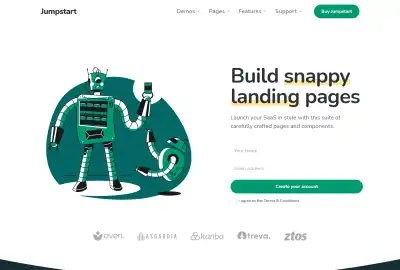 Jumpstart
Demos Pages Features Support Buy Jumpstart
Build snappy
landing pages
Launch your SaaS in style with this suite of
carefully crafted pages and components.
Your Name
Email Address
Create your account
I agree to the Terms & Conditions
oven. ASGARDIA kanba treva. ztos